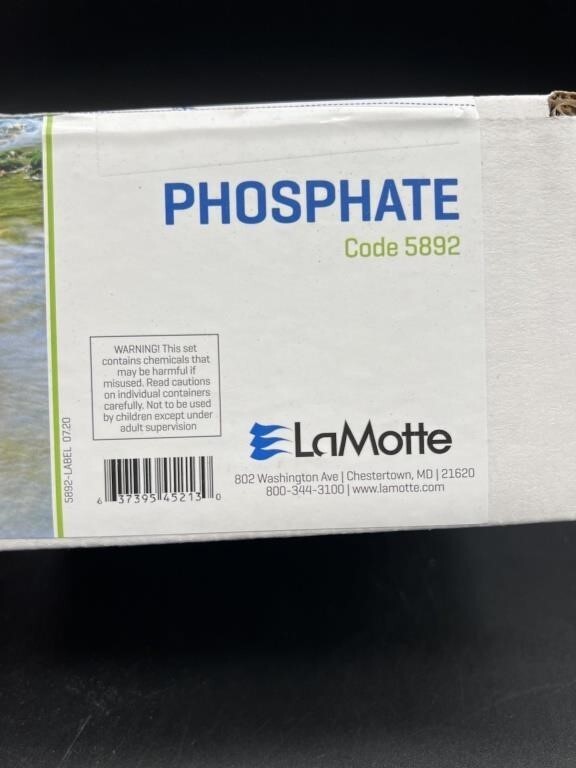 PHOSPHATE
Code 5892
WARNING! This set
contains chemicals that
may be harmful if
misused. Read cautions
on individual containers
carefully. Not to be used
by children except under
adult supervision
5892-LABEL 07.20
6 37395 45213 0
LaMotte
802 Washington Ave | Chestertown, MD | 21620
800-344-3100 | www.lamotte.com